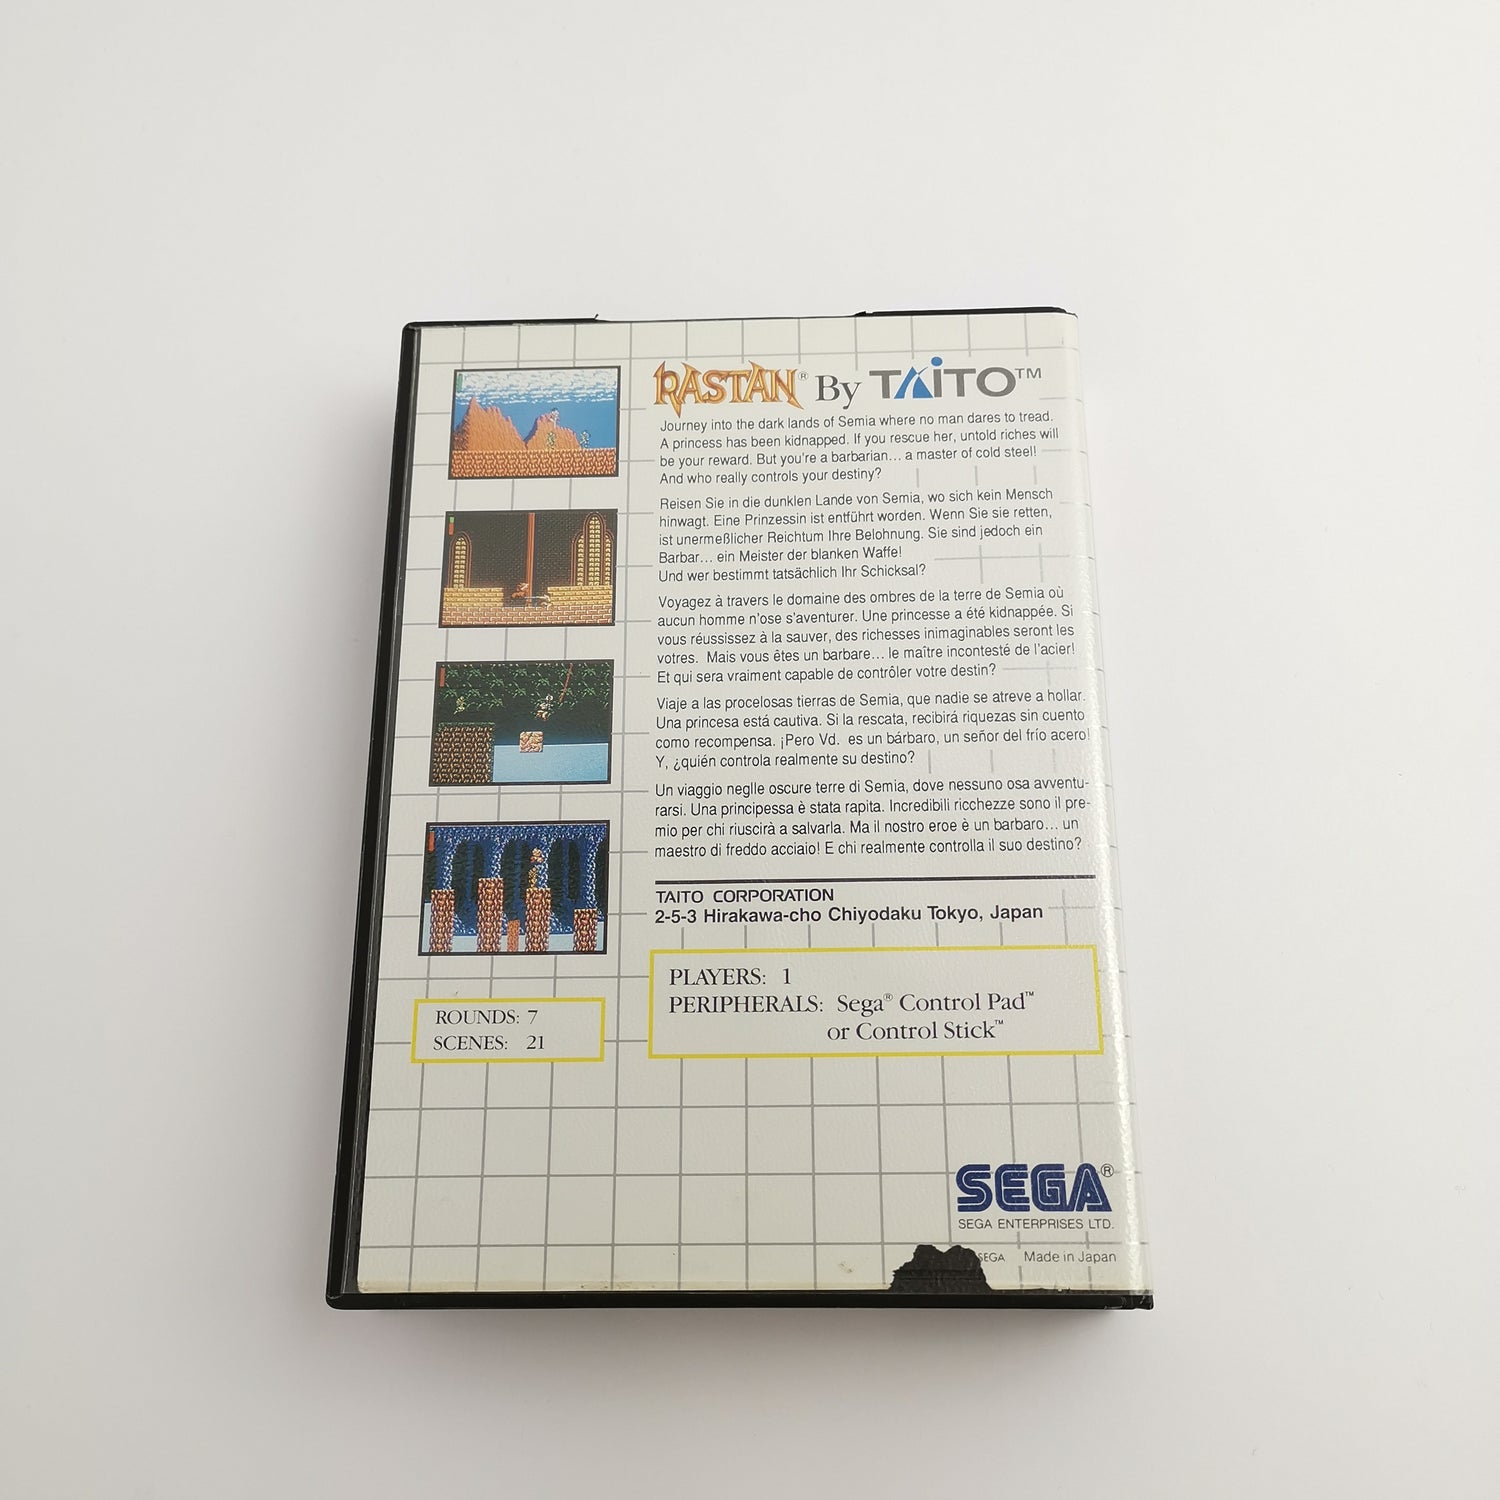 RASTAN® By TAITO™
Journey into the dark lands of Semia where no man dares to tread.
A princess has been kidnapped. If you rescue her, untold riches will
be your reward. But you're a barbarian... a master of cold steel!
And who really controls your destiny?
Reisen Sie in die dunklen Lande von Semia, wo sich kein Mensch
hinwagt. Eine Prinzessin ist entführt worden. Wenn Sie sie retten,
ist unermeßlicher Reichtum Ihre Belohnung. Sie sind jedoch ein
Barbar... ein Meister der blanken Waffe!
Und wer bestimmt tatsächlich Ihr Schicksal?
Voyagez à travers le domaine des ombres de la terre de Semia où
aucun homme n'ose s'aventurer. Une princesse a été kidnappée. Si
vous réussissez à la sauver, des richesses inimaginables seront les
votres. Mais vous êtes un barbare... le maître incontesté de l'acier!
Et qui sera vraiment capable de contrôler votre destin?
Viaje a las procelosas tierras de Semia, que nadie se atreve a hollar.
Una princesa está cautiva. Si la rescata, recibirá riquezas sin cuento
como recompensa. ¡Pero Vd. es un bárbaro, un señor del frío acero!
Y, ¿quién controla realmente su destino?
Un viaggio neglle oscure terre di Semia, dove nessuno osa avventu-
rarsi. Una principessa è stata rapita. Incredibili ricchezze sono il pre-
mio per chi riuscirà a salvarla. Ma il nostro eroe è un barbaro... un
maestro di freddo acciaio! E chi realmente controlla il suo destino?
TAITO CORPORATION
2-5-3 Hirakawa-cho Chiyodaku Tokyo, Japan
PLAYERS: 1
PERIPHERALS: Sega® Control Pad™
or Control Stick™
ROUNDS: 7
SCENES: 21
SEGA®
SEGA ENTERPRISES LTD.
SEGA Made in Japan